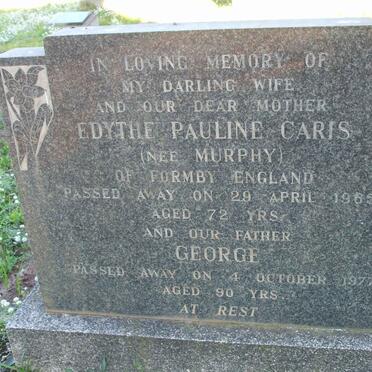 IN LOVING MEMORY OF
MY DARLING WIFE
AND OUR DEAR MOTHER
EDYTHE PAULINE CARIS
(NEE MURPHY)
OF FORMBY ENGLAND
PASSED AWAY ON 29 APRIL
AGED 72 YRS.
AND OUR FATHER
GEORGE
PASSED AWAY ON 4 OCTOBER
AGED 90 YRS.
AT REST